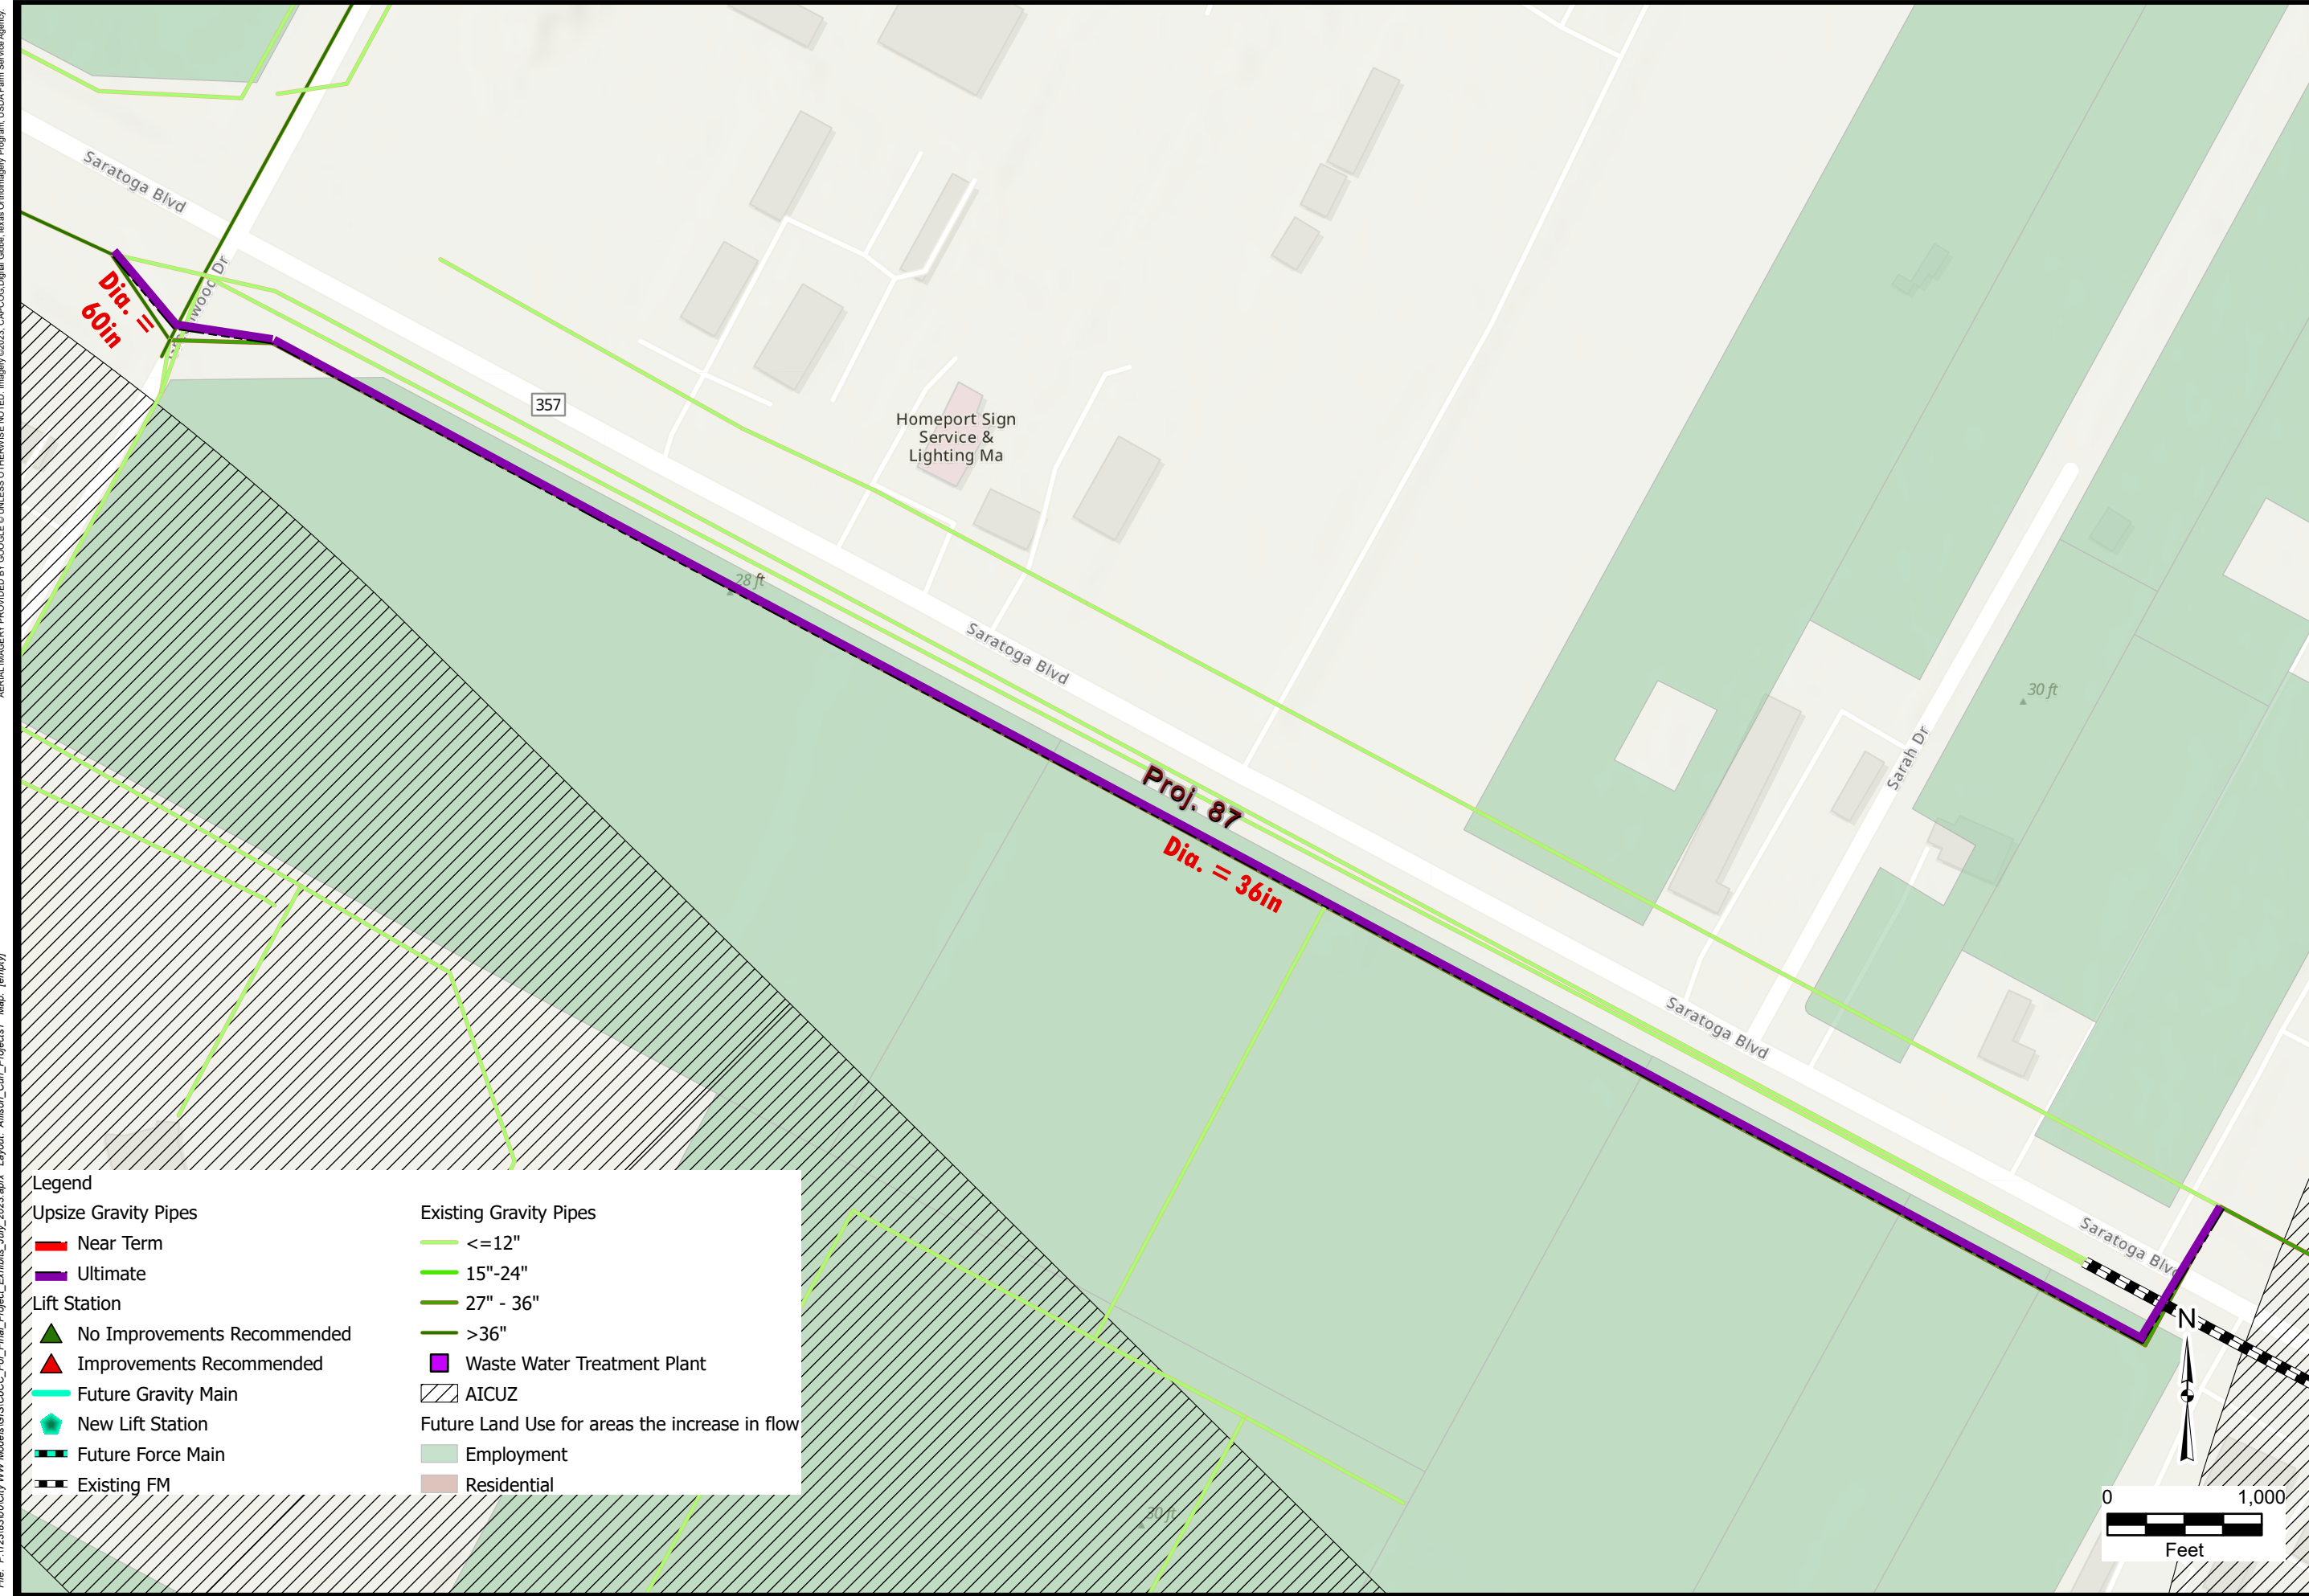 Saratoga Blvd
Dia. =
60in
357
Homeport Sign
Service &
Lighting Ma
28 ft
Saratoga Blvd
Proj. 87
Dia. = 36in
30 ft
Sarah Dr
Saratoga Blvd
Saratoga Blvd
N
30 ft
Legend
Upsize Gravity Pipes
Near Term
Ultimate
Lift Station
No Improvements Recommended
Improvements Recommended
Future Gravity Main
New Lift Station
Future Force Main
Existing FM
Existing Gravity Pipes
<=12"
15"-24"
27" - 36"
>36"
Waste Water Treatment Plant
AICUZ
Future Land Use for areas the increase in flow
Employment
Residential
0 1,000
Feet